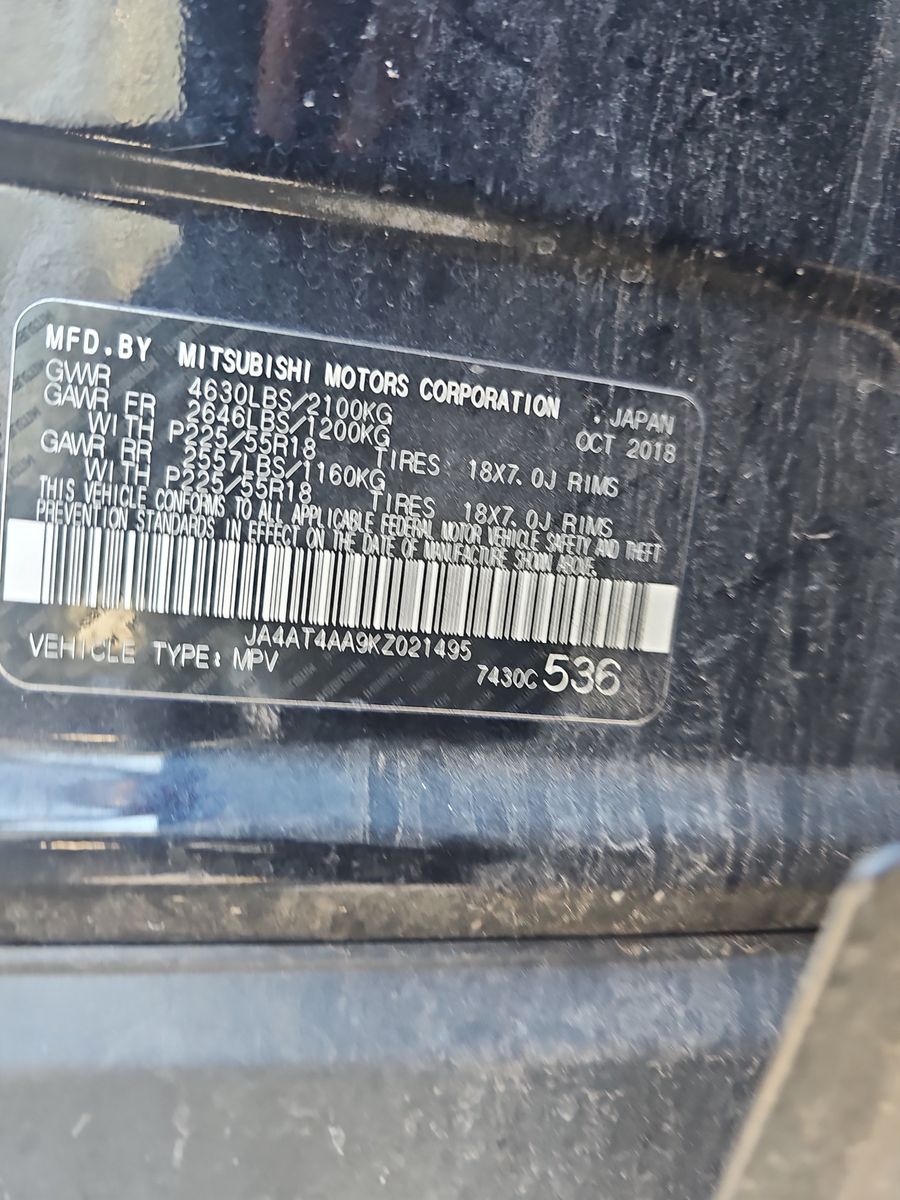 MFD.BY MITSUBISHI MOTORS CORPORATION . JAPAN
GVWR 4630LBS/2100KG OCT 2018
GAWR FR 2646LBS/1200KG
WITH P225/55R18 TIRES: 18X7.0J RIMS
GAWR RR 2557LBS/1160KG
WITH P225/55R18 TIRES 18X7.0J RIMS
THIS VEHICLE CONFORMS TO ALL APPLICABLE FEDERAL MOTOR VEHICLE SAFETY AND THEFT
PREVENTION STANDARDS IN EFFECT ON THE DATE OF MANUFACTURE SHOWN ABOVE.
JA4AT4AA9KZ021495
VEHICLE TYPE: MPV 7430C 536